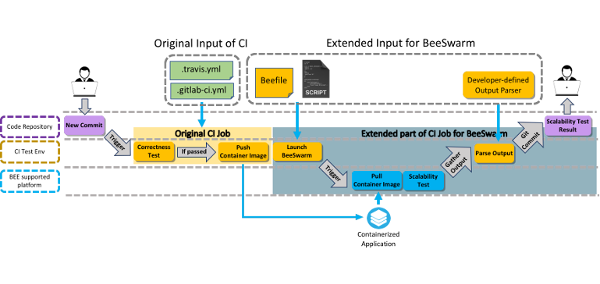 Original Input of CI
Extended Input for BeeSwarm
.travis.yml
.gitlab-ci.yml
Beefile
SCRIPT
Developer-defined
Output Parser
Code Repository
New Commit
Scalability Test
Result
Trigger
Original CI Job
Extended part of CI Job for BeeSwarm
Git
Commit
CI Test Env
Correctness
Test
If passed
Push
Container Image
Launch
BeeSwarm
Parse Output
Gather
Output
Trigger
BEE supported
platform
Pull
Container Image
Scalability
Test
Containerized
Application